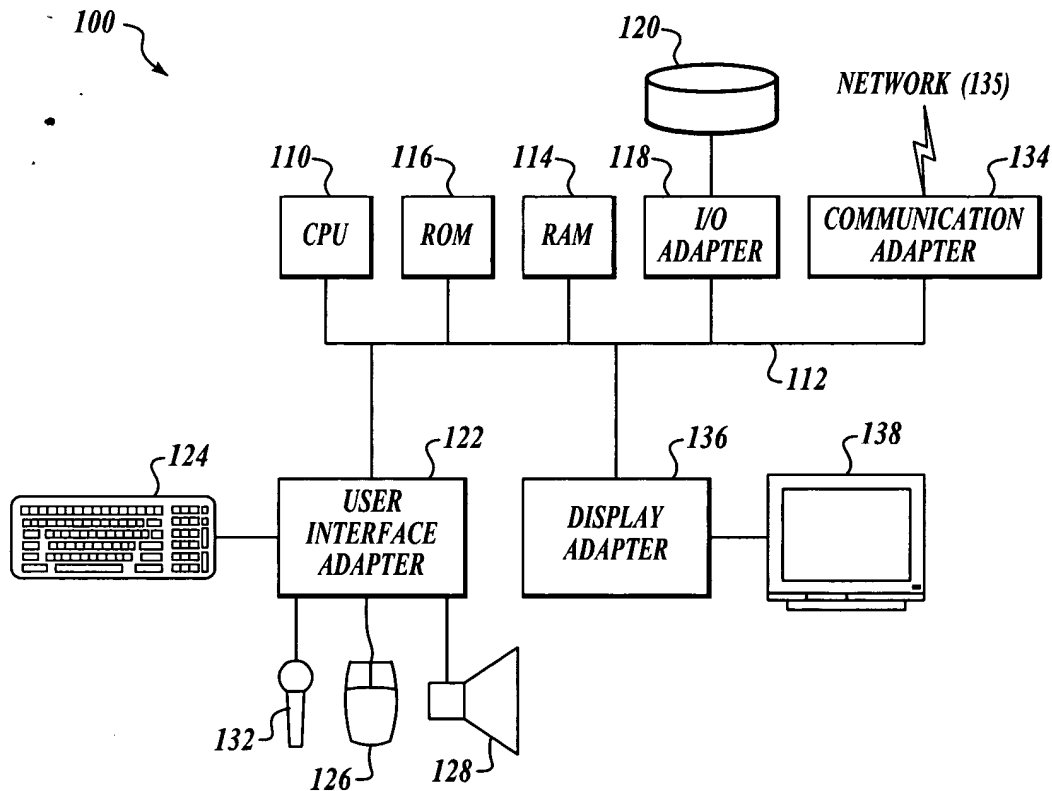 100
120
NETWORK (135)
110
116
114
118
134
CPU
ROM
RAM
I/O
ADAPTER
COMMUNICATION
ADAPTER
112
124
122
136
138
USER
INTERFACE
ADAPTER
DISPLAY
ADAPTER
132
126
128